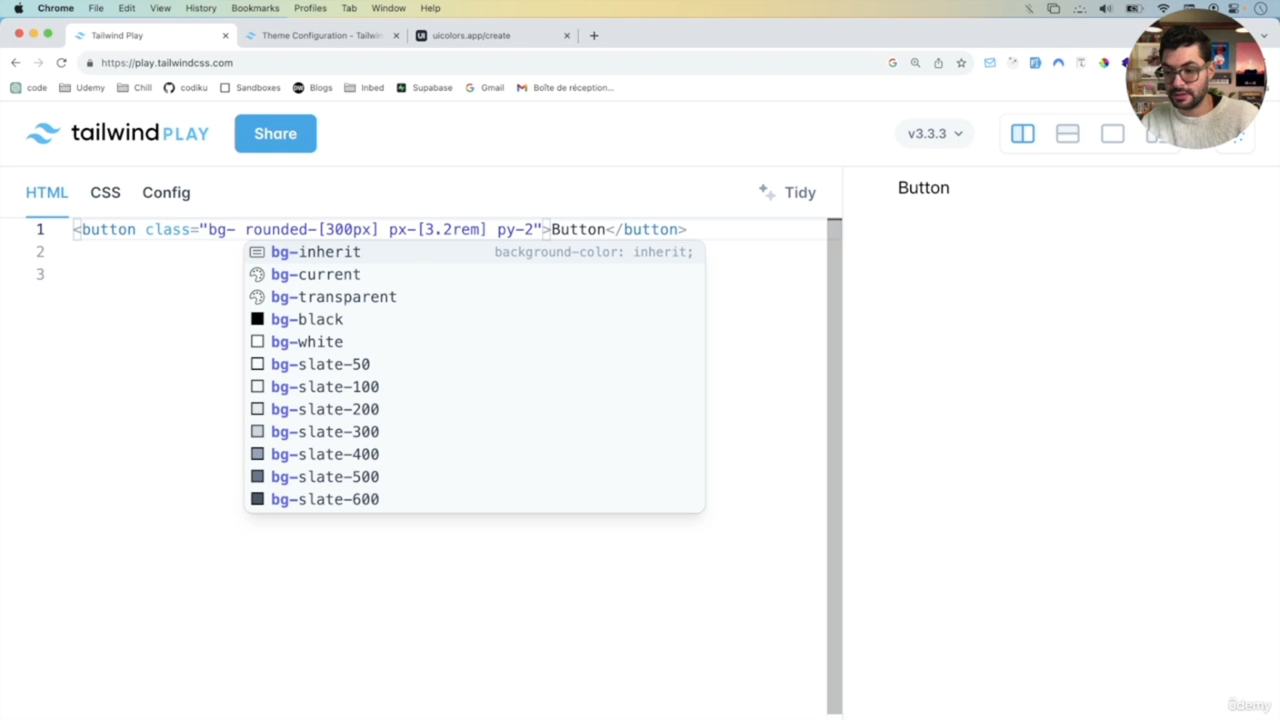 Chrome File Edit View History Bookmarks Profiles Tab Window Help
Tailwind Play
Theme Configuration - Tailwin
uicolors.app/create
https://play.tailwindcss.com
code Udemy Chill codiku Sandboxes Blogs Inbed Supabase Gmail Boîte de réception...
tailwind PLAY
Share
v3.3.3
HTML CSS Config
Tidy
1 <button class="bg- rounded-[300px] px-[3.2rem] py-2">Button</button>
2
3
bg-inherit background-color: inherit;
bg-current
bg-transparent
bg-black
bg-white
bg-slate-50
bg-slate-100
bg-slate-200
bg-slate-300
bg-slate-400
bg-slate-500
bg-slate-600
Button
ûdemy